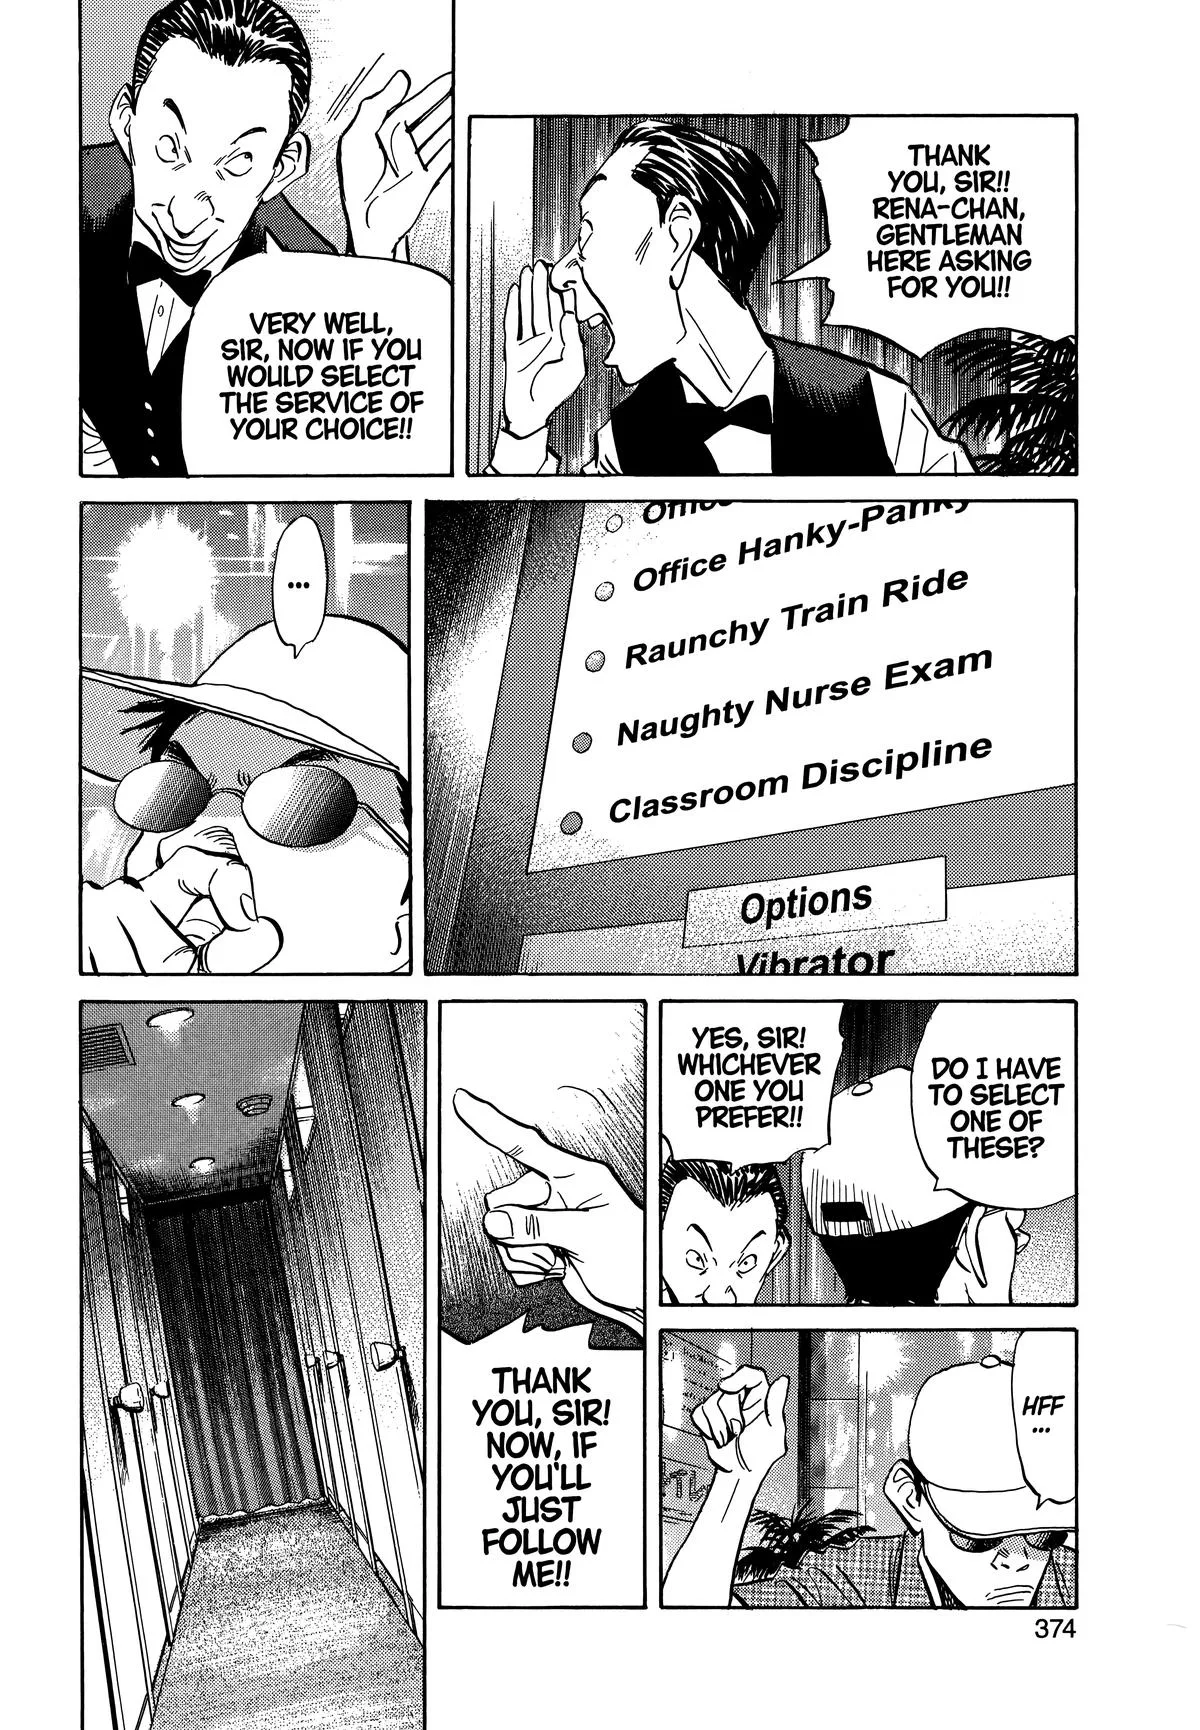 THANK
YOU, SIR!!
RENA-CHAN,
GENTLEMAN
HERE ASKING
FOR YOU!!
VERY WELL,
SIR, NOW IF YOU
WOULD SELECT
THE SERVICE OF
YOUR CHOICE!!
Office
Office Hanky-Panky
Raunchy Train Ride
Naughty Nurse Exam
Classroom Discipline
Options
Vibrator
...
DO I HAVE
TO SELECT
ONE OF
THESE?
YES, SIR!
WHICHEVER
ONE YOU
PREFER!!
HFF
...
THANK
YOU, SIR!
NOW, IF
YOU'LL
JUST
FOLLOW
ME!!
374